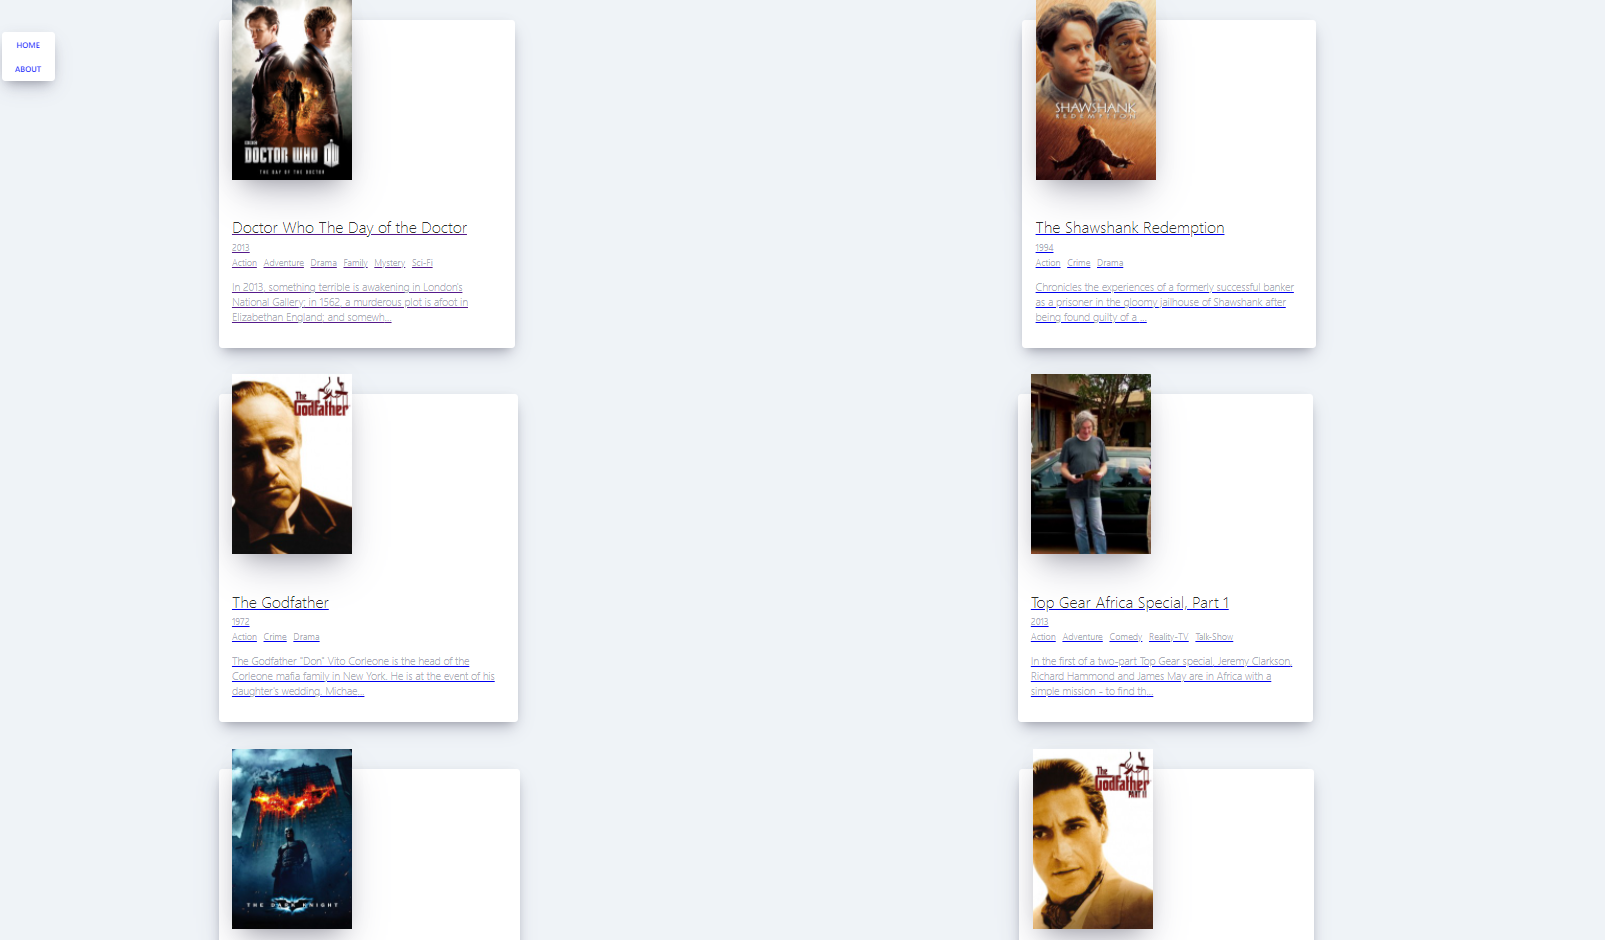 HOME
ABOUT
DOCTOR WHO
THE DAY OF THE DOCTOR
Doctor Who The Day of the Doctor
2013
Action Adventure Drama Family Mystery Sci-Fi
In 2013, something terrible is awakening in London's
National Gallery; in 1562, a murderous plot is afoot in
Elizabethan England; and somewh...
SHAWSHANK
REDEMPTION
The Shawshank Redemption
1994
Action Crime Drama
Chronicles the experiences of a formerly successful banker
as a prisoner in the gloomy jailhouse of Shawshank after
being found guilty of a ...
The
Godfather
The Godfather
1972
Action Crime Drama
The Godfather "Don" Vito Corleone is the head of the
Corleone mafia family in New York. He is at the event of his
daughter's wedding. Michae...
Top Gear Africa Special, Part 1
2013
Action Adventure Comedy Reality-TV Talk-Show
In the first of a two-part Top Gear special, Jeremy Clarkson,
Richard Hammond and James May are in Africa with a
simple mission - to find th...
THE DARK KNIGHT
The
Godfather
PART II